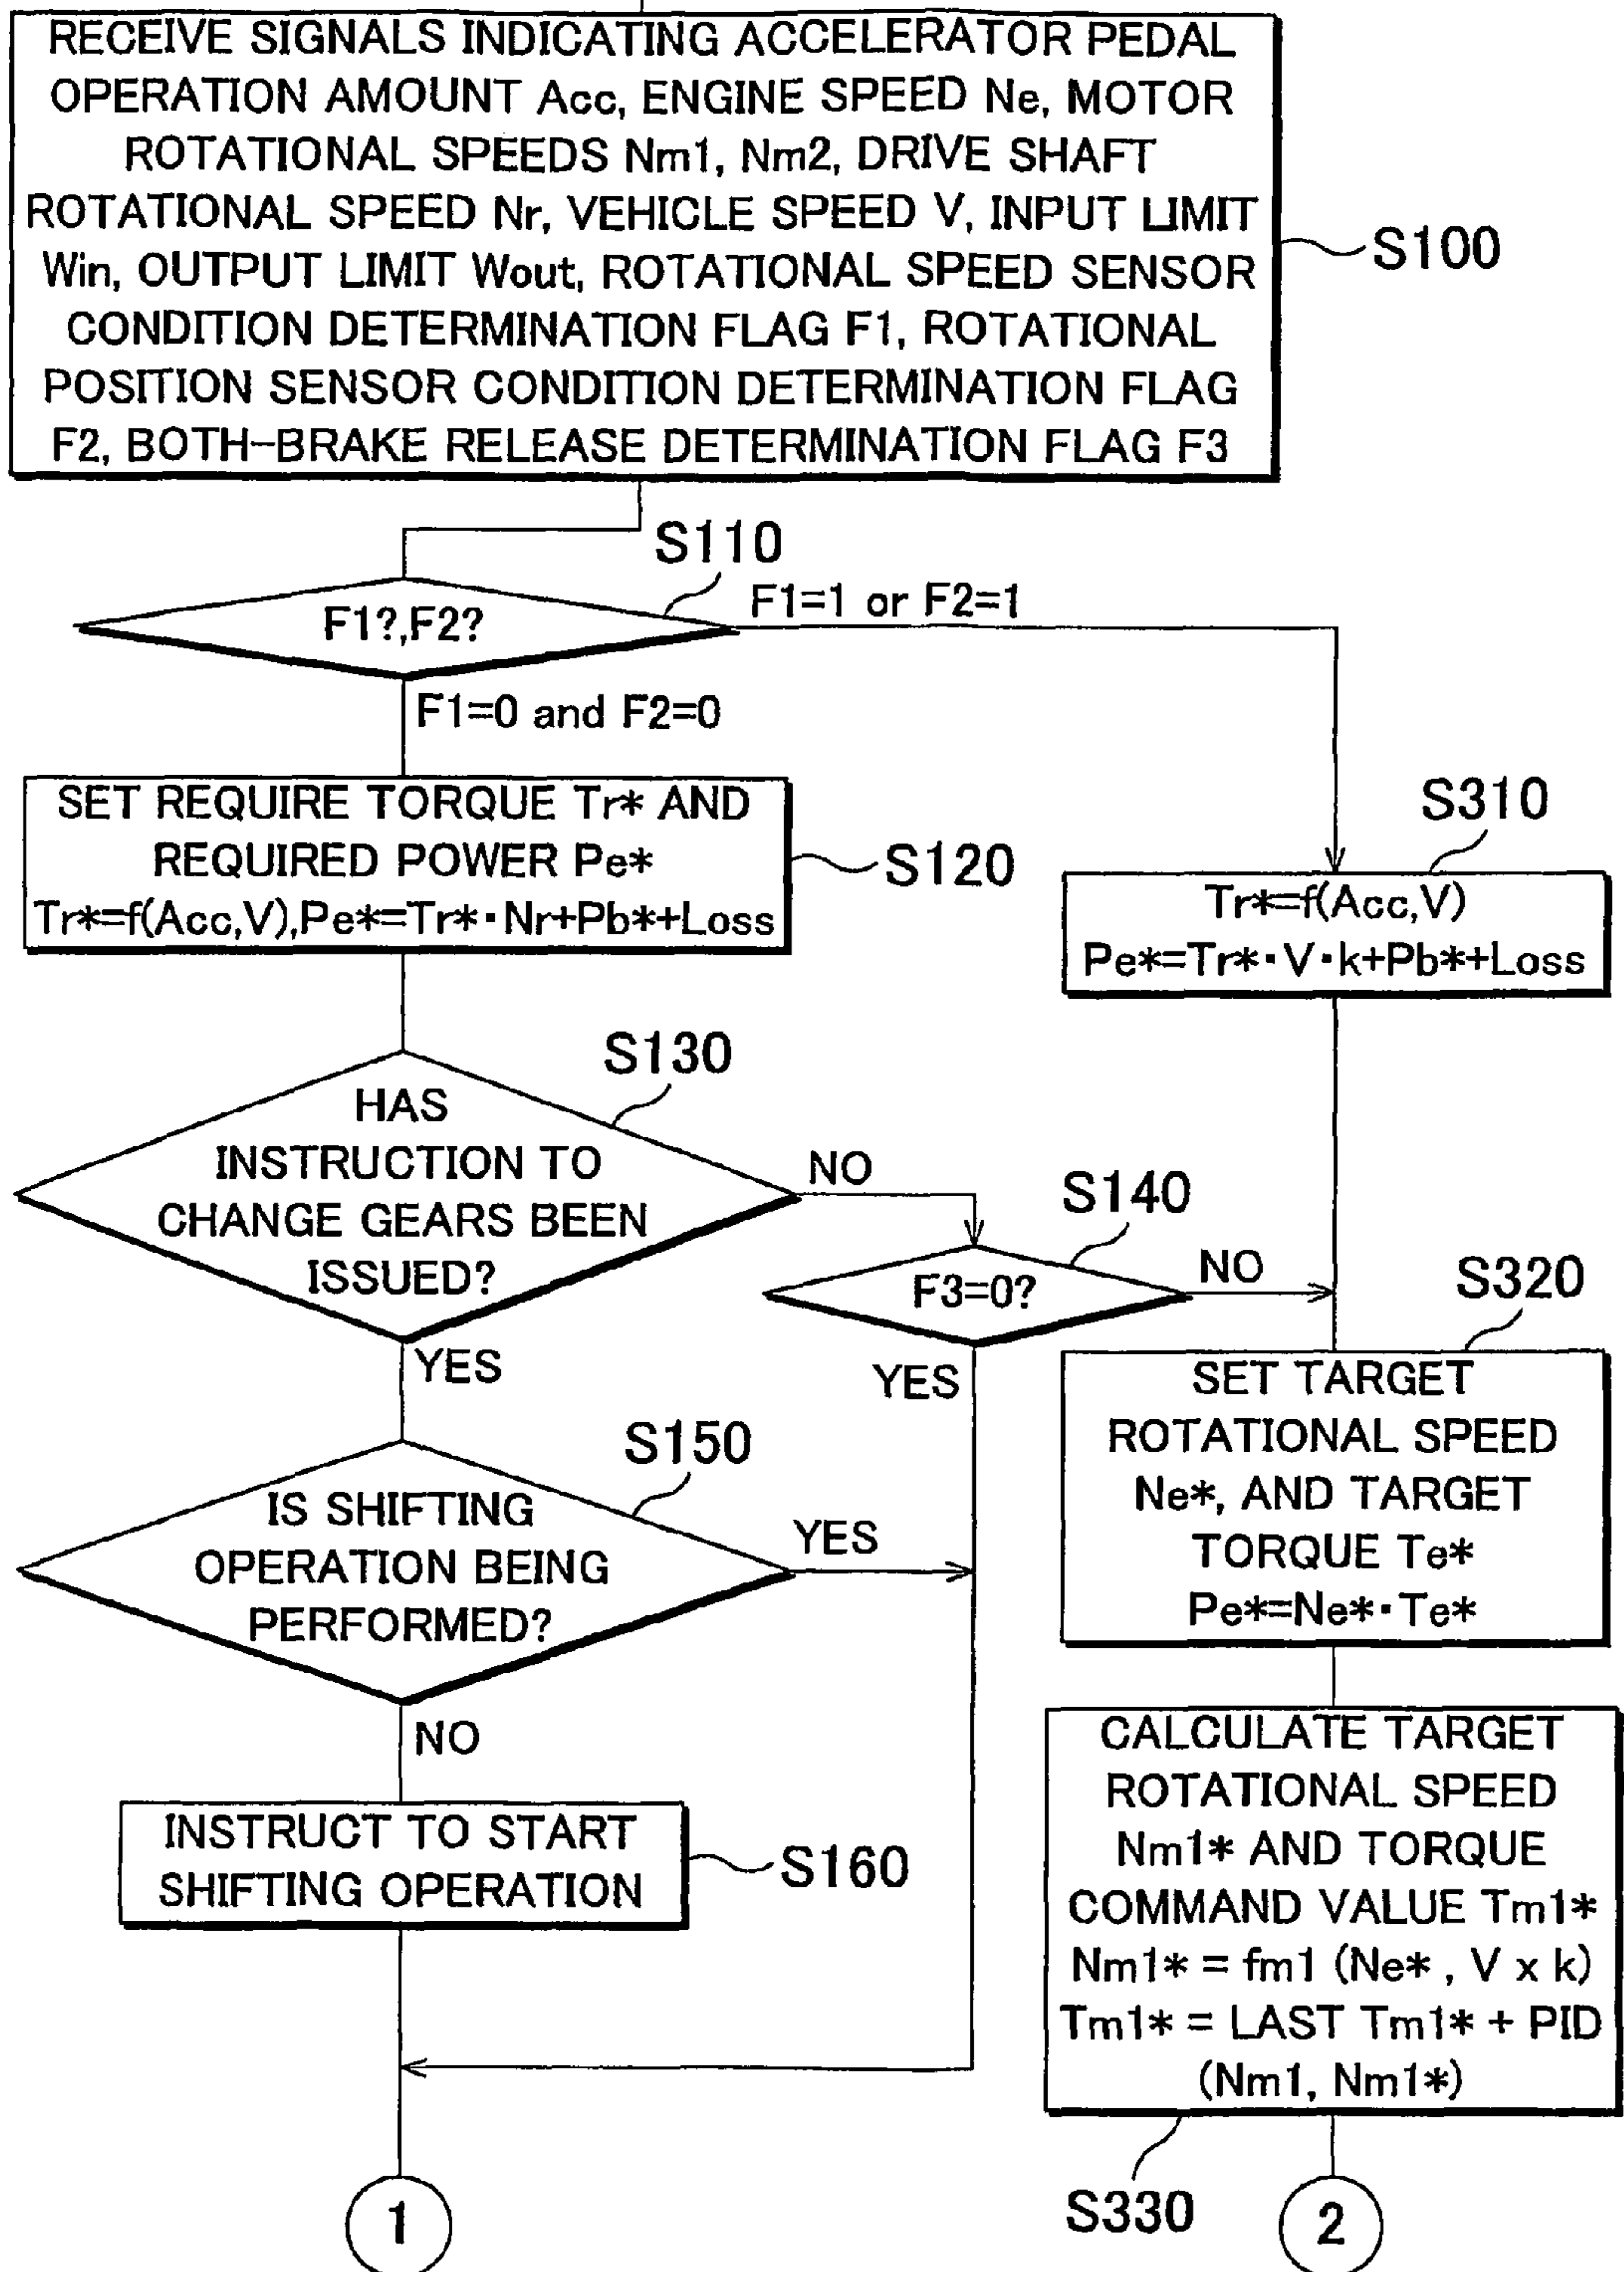 RECEIVE SIGNALS INDICATING ACCELERATOR PEDAL
OPERATION AMOUNT Acc, ENGINE SPEED Ne, MOTOR
ROTATIONAL SPEEDS Nm1, Nm2, DRIVE SHAFT
ROTATIONAL SPEED Nr, VEHICLE SPEED V, INPUT LIMIT
Win, OUTPUT LIMIT Wout, ROTATIONAL SPEED SENSOR
CONDITION DETERMINATION FLAG F1, ROTATIONAL
POSITION SENSOR CONDITION DETERMINATION FLAG
F2, BOTH-BRAKE RELEASE DETERMINATION FLAG F3
S100
S110
F1?,F2?
F1=1 or F2=1
F1=0 and F2=0
SET REQUIRE TORQUE Tr* AND
REQUIRED POWER Pe*
Tr*=f(Acc,V),Pe*=Tr*·Nr+Pb*+Loss
S120
S310
Tr*=f(Acc,V)
Pe*=Tr*·V·k+Pb*+Loss
S130
HAS
INSTRUCTION TO
CHANGE GEARS BEEN
ISSUED?
NO
YES
S140
F3=0?
NO
YES
S320
SET TARGET
ROTATIONAL SPEED
Ne*, AND TARGET
TORQUE Te*
Pe*=Ne*·Te*
S150
IS SHIFTING
OPERATION BEING
PERFORMED?
YES
NO
INSTRUCT TO START
SHIFTING OPERATION
S160
CALCULATE TARGET
ROTATIONAL SPEED
Nm1* AND TORQUE
COMMAND VALUE Tm1*
Nm1* = fm1 (Ne* , V x k)
Tm1* = LAST Tm1* + PID
(Nm1, Nm1*)
S330
1
2